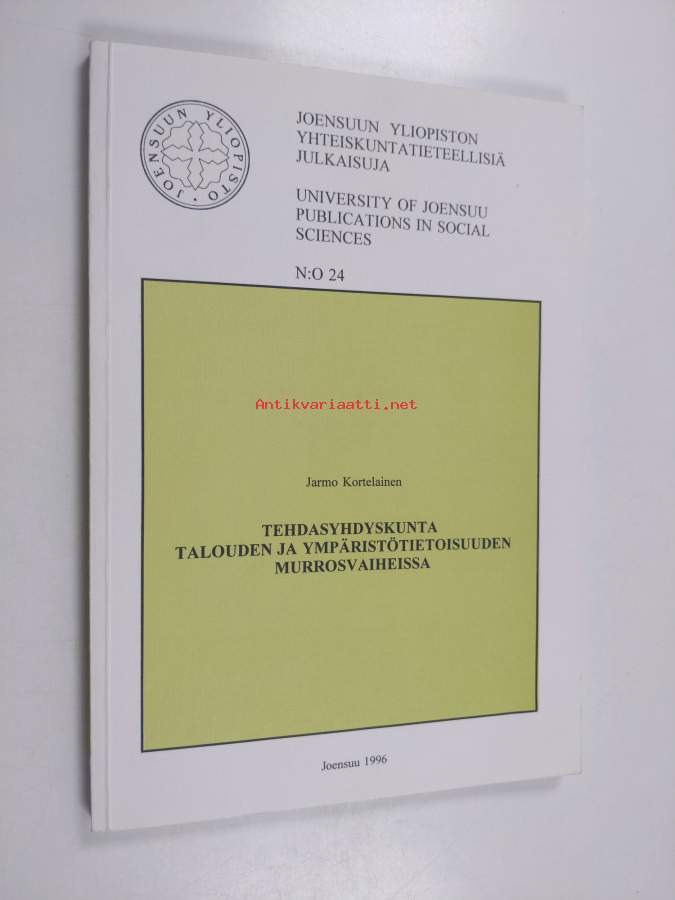 JOENSUUN YLIOPISTO
JOENSUUN YLIOPISTON
YHTEISKUNTATIETEELLISIÄ
JULKAISUJA
UNIVERSITY OF JOENSUU
PUBLICATIONS IN SOCIAL
SCIENCES
N:O 24
Antikvariaatti.net
Jarmo Kortelainen
TEHDASYHDYSKUNTA
TALOUDEN JA YMPÄRISTÖTIETOISUUDEN
MURROSVAIHEISSA
Joensuu 1996